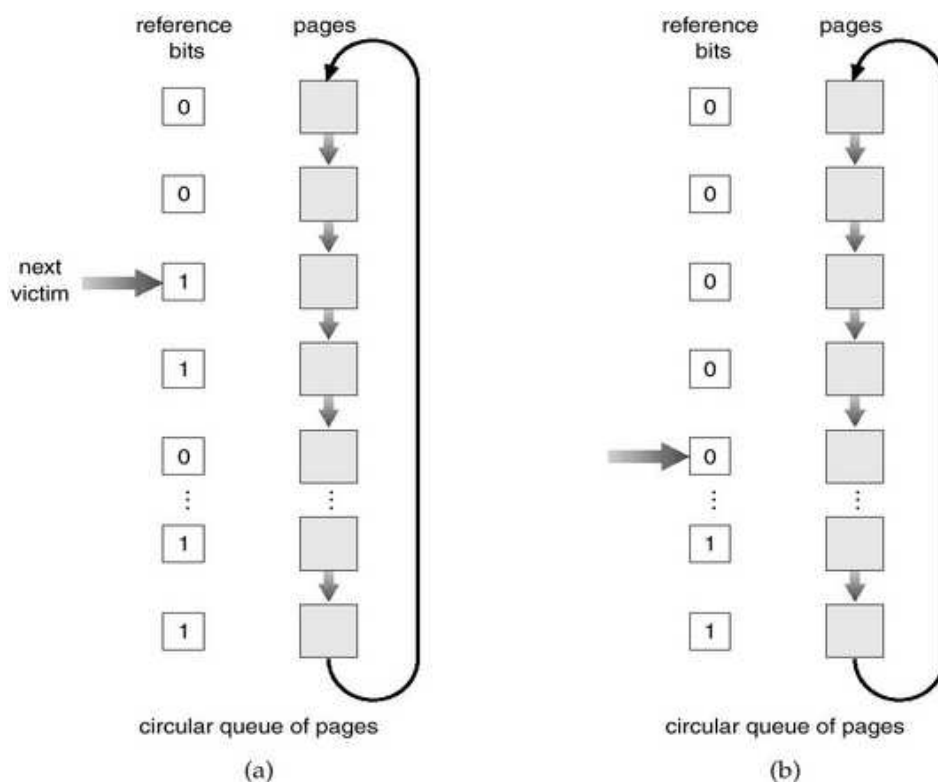 reference bits
pages
0
0
next victim
1
1
0
⋮
⋮
1
1
circular queue of pages
(a)
reference bits
pages
0
0
0
0
0
⋮
⋮
1
1
circular queue of pages
(b)